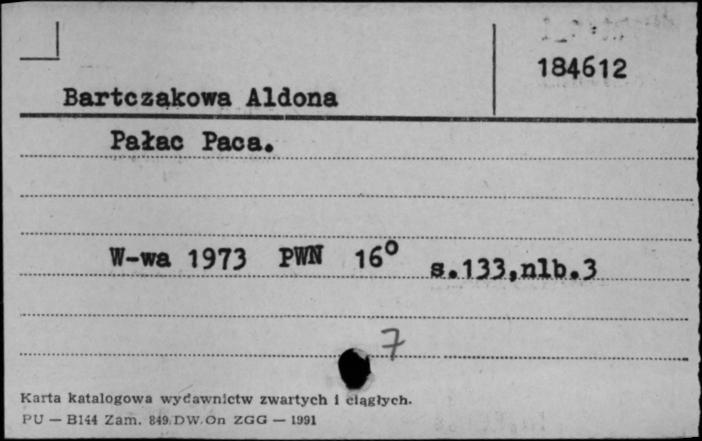 184612
Bartczakowa Aldona
Pałac Paca.
W-wa 1973 PWN 16° s.133,nlb.3
7
Karta katalogowa wydawnictw zwartych i ciągłych.
PU — B144 Zam. 849/DW/On ZGG — 1991